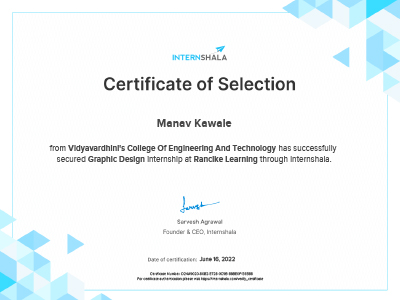 INTERNSHALA
Certificate of Selection
Manav Kawale
from Vidyavardhini's College Of Engineering And Technology has successfully
secured Graphic Design internship at Rancike Learning through Internshala.
Sarvesh Agrawal
Founder & CEO, Internshala
Date of certification: June 16, 2022
Certificate Number:
For certificate authentication, please visit https://internshala.com/verify_certificate